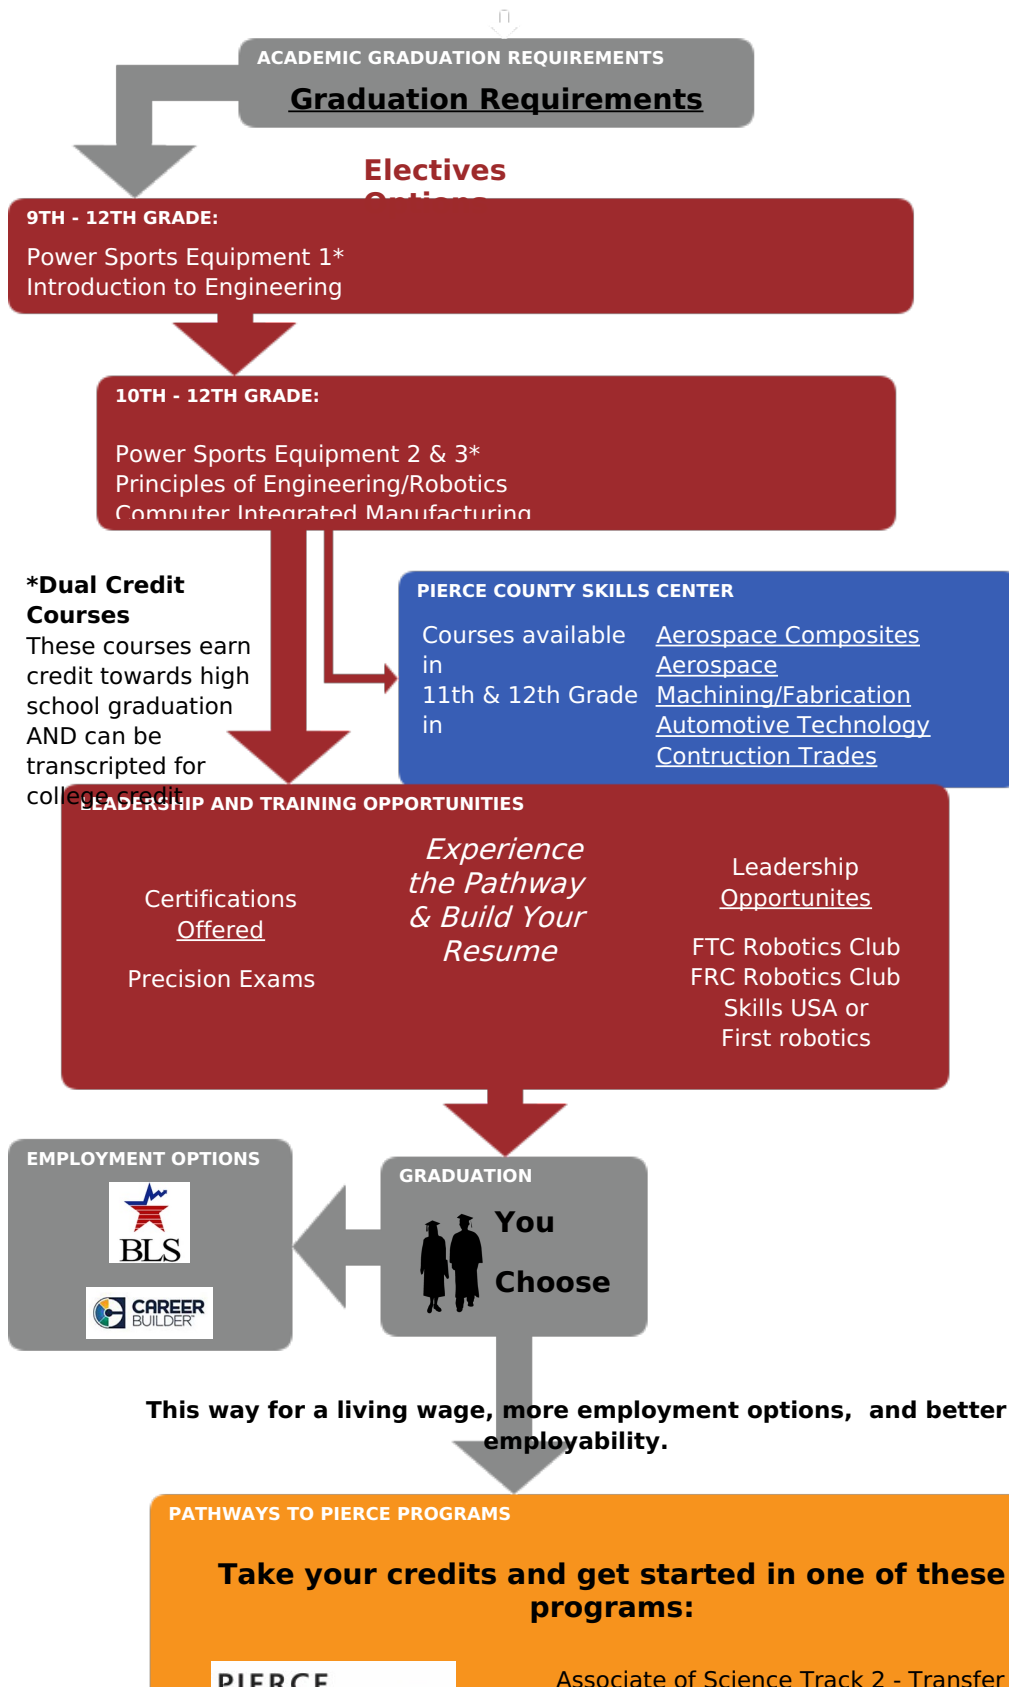 ACADEMIC GRADUATION REQUIREMENTS
Graduation Requirements
Electives
Options
9TH - 12TH GRADE:
Power Sports Equipment 1*
Introduction to Engineering
10TH - 12TH GRADE:
Power Sports Equipment 2 & 3*
Principles of Engineering/Robotics
Computer Integrated Manufacturing
*Dual Credit
Courses
These courses earn
credit towards high
school graduation
AND can be
transcripted for
college credit
PIERCE COUNTY SKILLS CENTER
Courses available
in
11th & 12th Grade
in
Aerospace Composites
Aerospace
Machining/Fabrication
Automotive Technology
Contruction Trades
LEADERSHIP AND TRAINING OPPORTUNITIES
Certifications
Offered
Precision Exams
Experience
the Pathway
& Build Your
Resume
Leadership
Opportunites
FTC Robotics Club
FRC Robotics Club
Skills USA or
First robotics
EMPLOYMENT OPTIONS
BLS
CAREER
BUILDER
GRADUATION
You
Choose
This way for a living wage, more employment options,  and better
employability.
PATHWAYS TO PIERCE PROGRAMS
Take your credits and get started in one of these
programs:
PIERCE
Associate of Science Track 2 - Transfer